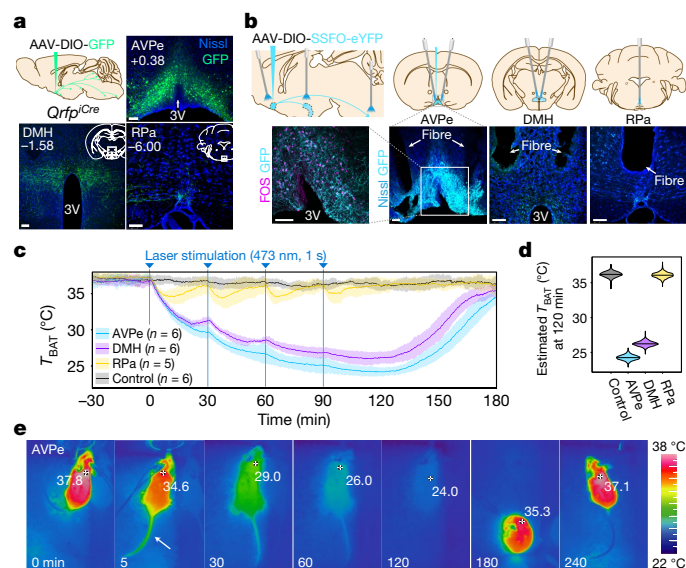 a
AAV-DIO-GFP
Qrfp^iCre
AVPe
+0.38
Nissl
GFP
3V
DMH
−1.58
3V
RPa
−6.00
b
AAV-DIO-SSFO-eYFP
AVPe
DMH
RPa
FOS GFP
3V
Nissl GFP
Fibre
3V
Fibre
c
Laser stimulation (473 nm, 1 s)
T_BAT (°C)
35
30
25
AVPe (n = 6)
DMH (n = 6)
RPa (n = 5)
Control (n = 6)
−30
0
30
60
90
120
150
180
Time (min)
d
Estimated T_BAT (°C)
at 120 min
35
30
25
Control
AVPe
DMH
RPa
e
AVPe
37.8
0 min
34.6
5
29.0
30
26.0
60
24.0
120
35.3
180
37.1
240
38 °C
22 °C